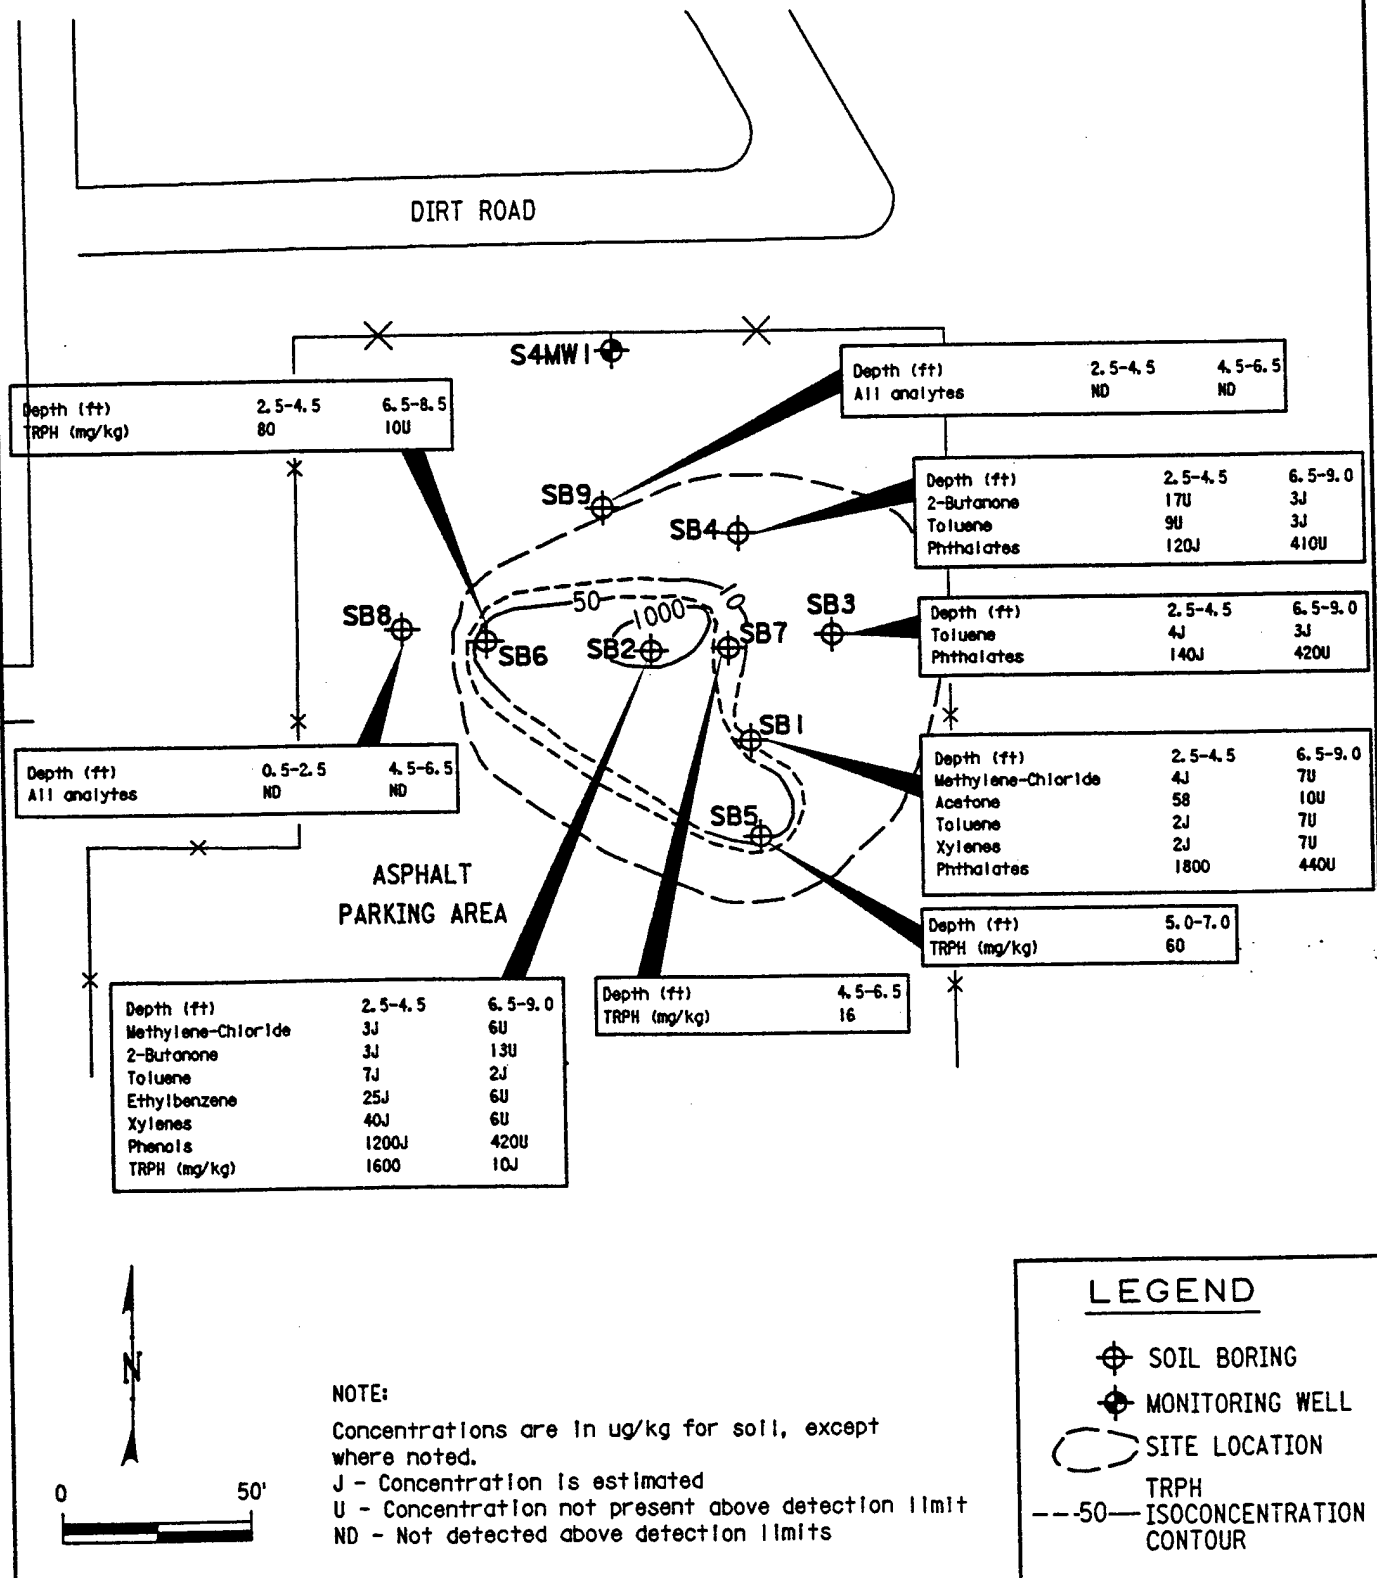 DIRT ROAD
S4MW1
Depth (ft) 2.5-4.5 4.5-6.5
All analytes ND ND
Depth (ft) 2.5-4.5 6.5-8.5
TRPH (mg/kg) 80 10U
SB9
SB4
Depth (ft) 2.5-4.5 6.5-9.0
2-Butanone 17U 3J
Toluene 9U 3J
Phthalates 120J 410U
50
1000
0
SB8
SB6
SB2
SB7
SB3
Depth (ft) 2.5-4.5 6.5-9.0
Toluene 4J 3J
Phthalates 140J 420U
SB1
Depth (ft) 2.5-4.5 6.5-9.0
Methylene-Chloride 4J 7U
Acetone 58 10U
Toluene 2J 7U
Xylenes 2J 7U
Phthalates 1800 440U
Depth (ft) 0.5-2.5 4.5-6.5
All analytes ND ND
SB5
ASPHALT
PARKING AREA
Depth (ft) 5.0-7.0
TRPH (mg/kg) 60
Depth (ft) 2.5-4.5 6.5-9.0
Methylene-Chloride 3J 6U
2-Butanone 3J 13U
Toluene 7J 2J
Ethylbenzene 25J 6U
Xylenes 40J 6U
Phenols 1200J 420U
TRPH (mg/kg) 1600 10J
Depth (ft) 4.5-6.5
TRPH (mg/kg) 16
N
0 50'
NOTE:
Concentrations are in ug/kg for soil, except
where noted.
J - Concentration is estimated
U - Concentration not present above detection limit
ND - Not detected above detection limits
LEGEND
SOIL BORING
MONITORING WELL
SITE LOCATION
TRPH
50 ISOCONCENTRATION
CONTOUR